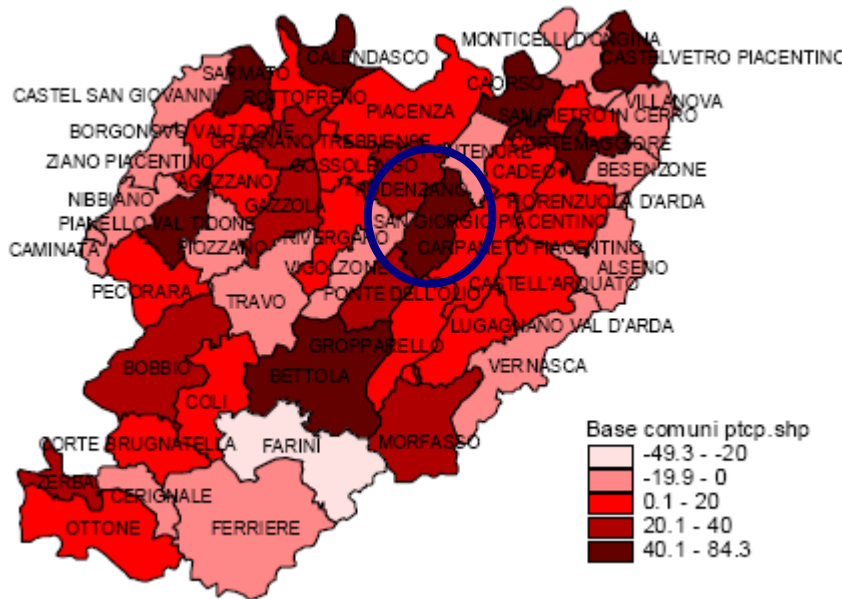 MONTICELLI D'ONGINA
CALENDASCO
CASTELVETRO PIACENTINO
SARMATO
CAORSO
CASTEL SAN GIOVANNI
ROTTOFRENO
VILLANOVA
PIACENZA
SAN PIETRO IN CERRO
BORGONOVO VALTIDONE
GRAGNANO TREBBIENSE
CORTEMAGGIORE
ZIANO PIACENTINO
GOSSOLENGO
CADEO
BESENZONE
AGAZZANO
NIBBIANO
GAZZOLA
FIORENZUOLA D'ARDA
PIANELLO VAL TIDONE
SAN GIORGIO PIACENTINO
CAMINATA
PIOZZANO
RIVERGARO
CARPANETO PIACENTINO
VIGOLZONE
ALSENO
PECORARA
TRAVO
PONTE DELL'OLIO
CASTELL'ARQUATO
LUGAGNANO VAL D'ARDA
GROPPARELLO
BOBBIO
BETTOLA
VERNASCA
COLI
CORTE BRUGNATELLA
FARINI
MORFASSO
ZERBA
CERIGNALE
OTTONE
FERRIERE
Base comuni ptcp.shp
-49.3 - -20
-19.9 - 0
0.1 - 20
20.1 - 40
40.1 - 84.3